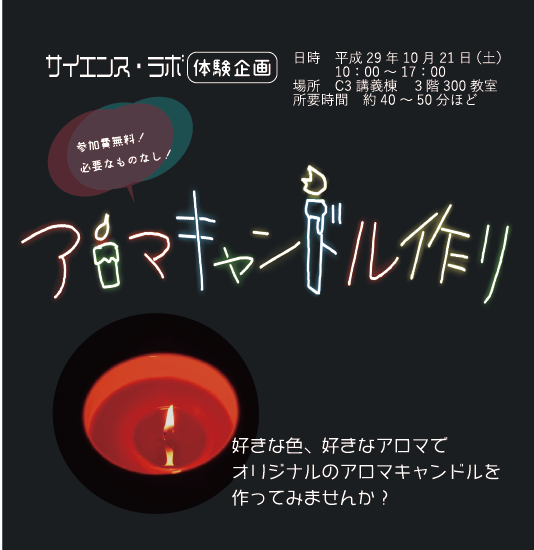 サイエンス・ラボ 体験企画
日時　平成 29 年 10 月 21 日（土）
10：00 ～ 17：00
場所　C3 講義棟　3 階 300 教室
所要時間　約 40 ～ 50 分ほど
参加費無料！
必要なものなし！
アロマキャンドル作り
好きな色、好きなアロマで
オリジナルのアロマキャンドルを
作ってみませんか？